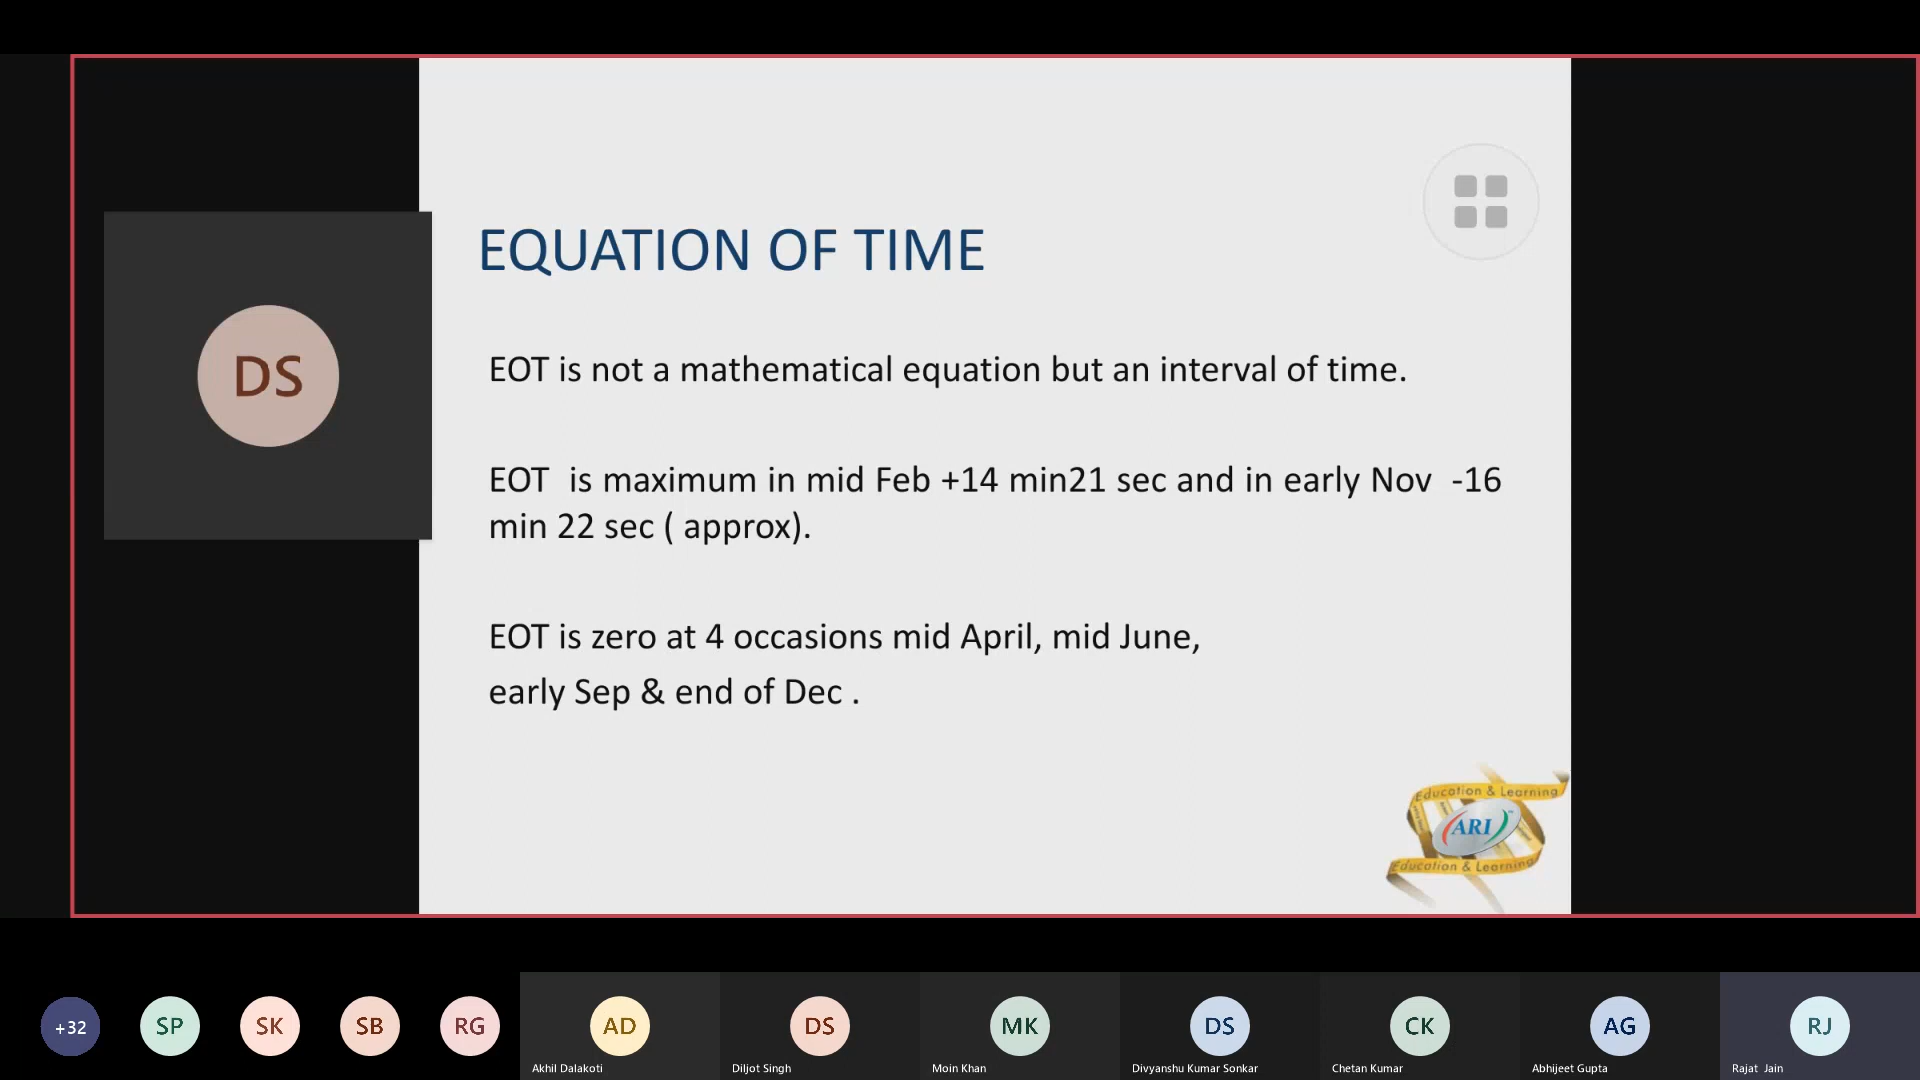 EQUATION OF TIME
DS
EOT is not a mathematical equation but an interval of time.
EOT is maximum in mid Feb +14 min21 sec and in early Nov -16
min 22 sec ( approx).
EOT is zero at 4 occasions mid April, mid June,
early Sep & end of Dec .
Education & Learning
ARI
Education & Learning
+32
SP
SK
SB
RG
AD
Akhil Dalakoti
DS
Diljot Singh
MK
Moin Khan
DS
Divyanshu Kumar Sonkar
CK
Chetan Kumar
AG
Abhijeet Gupta
RJ
Rajat Jain